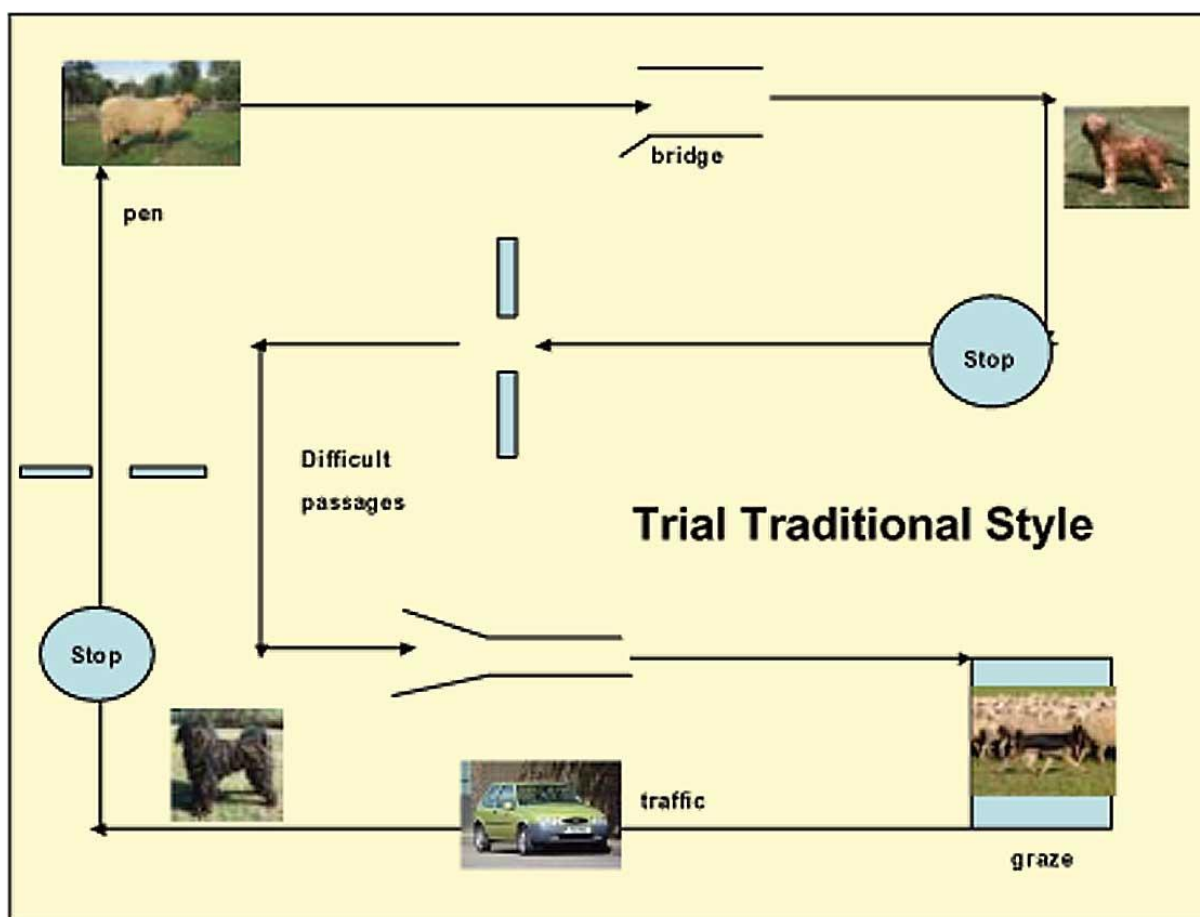 bridge
pen
Stop
Difficult
passages
Trial Traditional Style
Stop
traffic
graze